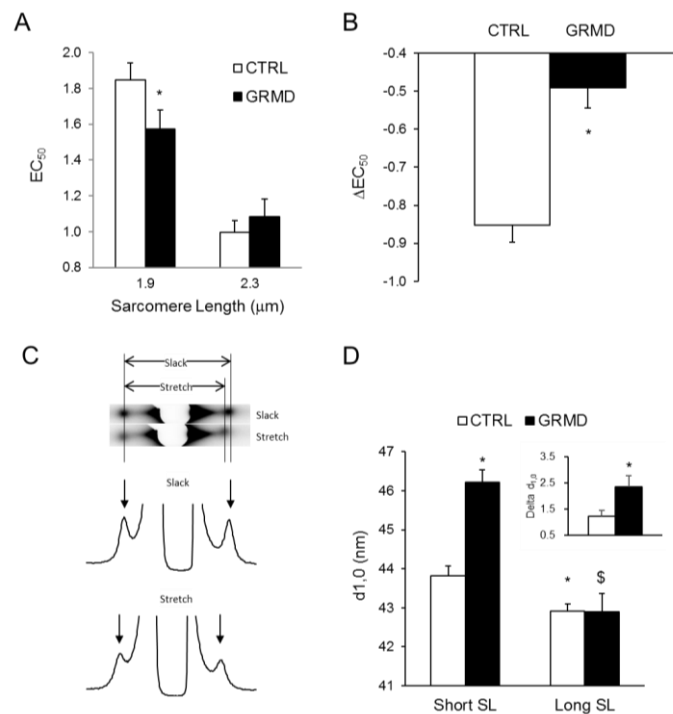 A
2.0
1.8
1.6
1.4
1.2
1.0
0.8
EC50
*
CTRL
GRMD
1.9
2.3
Sarcomere Length (µm)
B
CTRL
GRMD
-0.4
-0.5
-0.6
-0.7
-0.8
-0.9
-1.0
ΔEC50
*
C
Slack
Stretch
Slack
Stretch
Slack
Stretch
D
CTRL
GRMD
47
46
45
44
43
42
41
d1,0 (nm)
*
*
$
3.5
2.5
1.5
0.5
Delta d1,0
*
Short SL
Long SL